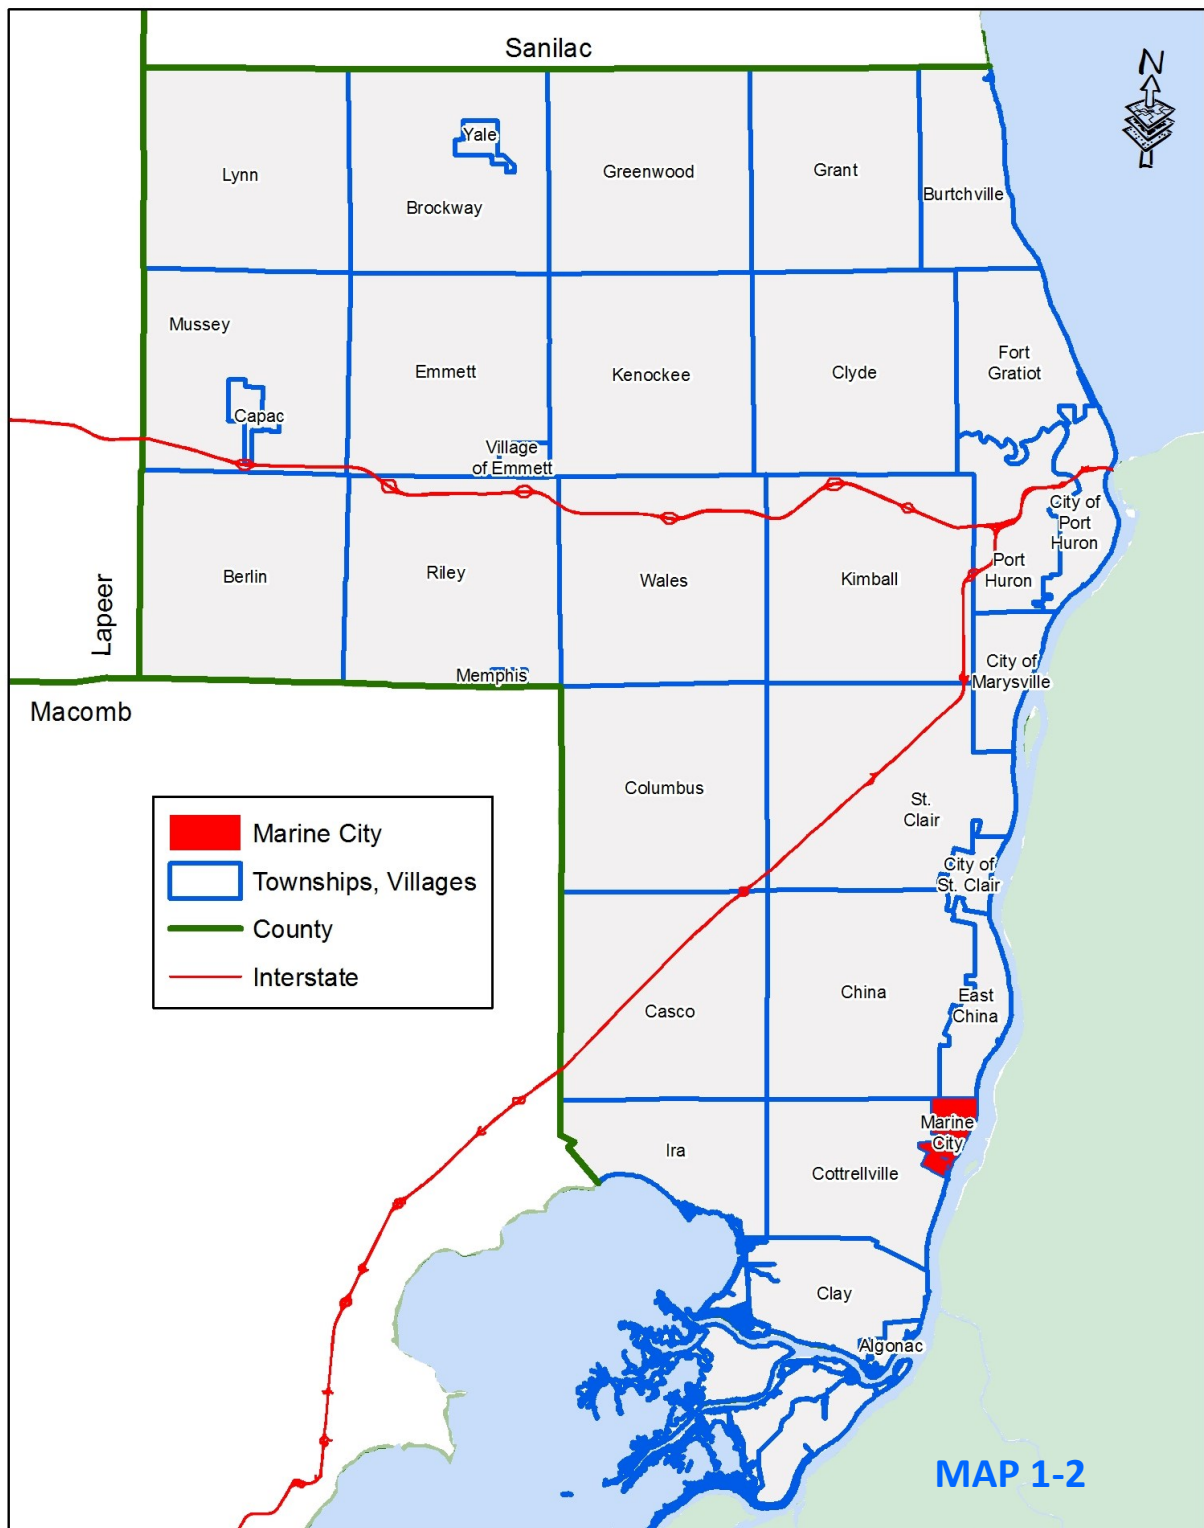 Sanilac
N
Yale
Lynn
Greenwood
Grant
Brockway
Burtchville
Mussey
Emmett
Kenockee
Clyde
Fort
Gratiot
Capac
Village
of Emmett
City of
Port
Huron
Berlin
Riley
Wales
Kimball
Port
Huron
Lapeer
Memphis
City of
Marysville
Macomb
Columbus
St.
Clair
Marine City
Townships, Villages
County
Interstate
City of
St. Clair
Casco
China
East
China
Marine
City
Ira
Cottrellville
Clay
Algonac
MAP 1-2